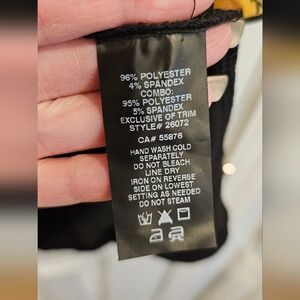 96% POLYESTER
4% SPANDEX
COMBO:
95% POLYESTER
5% SPANDEX
EXCLUSIVE OF TRIM
STYLE# 26072
CA# 55876
HAND WASH COLD
SEPARATELY
DO NOT BLEACH
LINE DRY
IRON ON REVERSE
SIDE ON LOWEST
SETTING AS NEEDED
DO NOT STEAM